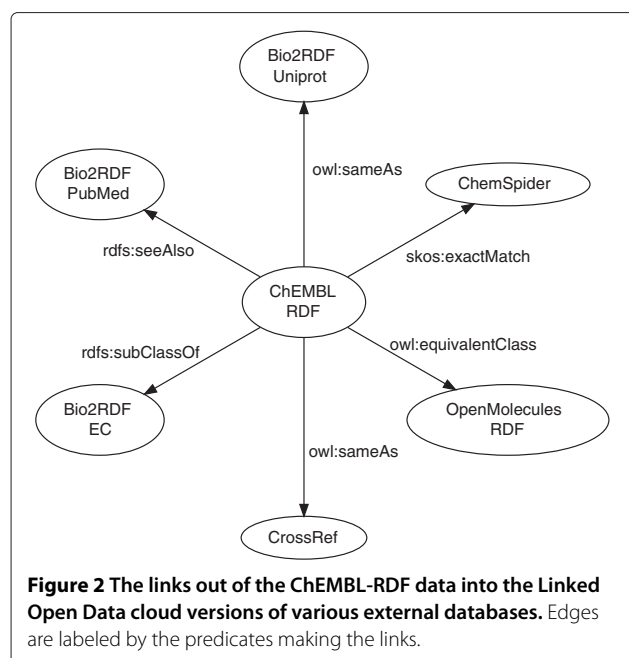 Bio2RDF
Uniprot
owl:sameAs
Bio2RDF
PubMed
ChemSpider
rdfs:seeAlso
skos:exactMatch
ChEMBL
RDF
rdfs:subClassOf
owl:equivalentClass
Bio2RDF
EC
OpenMolecules
RDF
owl:sameAs
CrossRef
Figure 2 The links out of the ChEMBL-RDF data into the Linked
Open Data cloud versions of various external databases. Edges
are labeled by the predicates making the links.